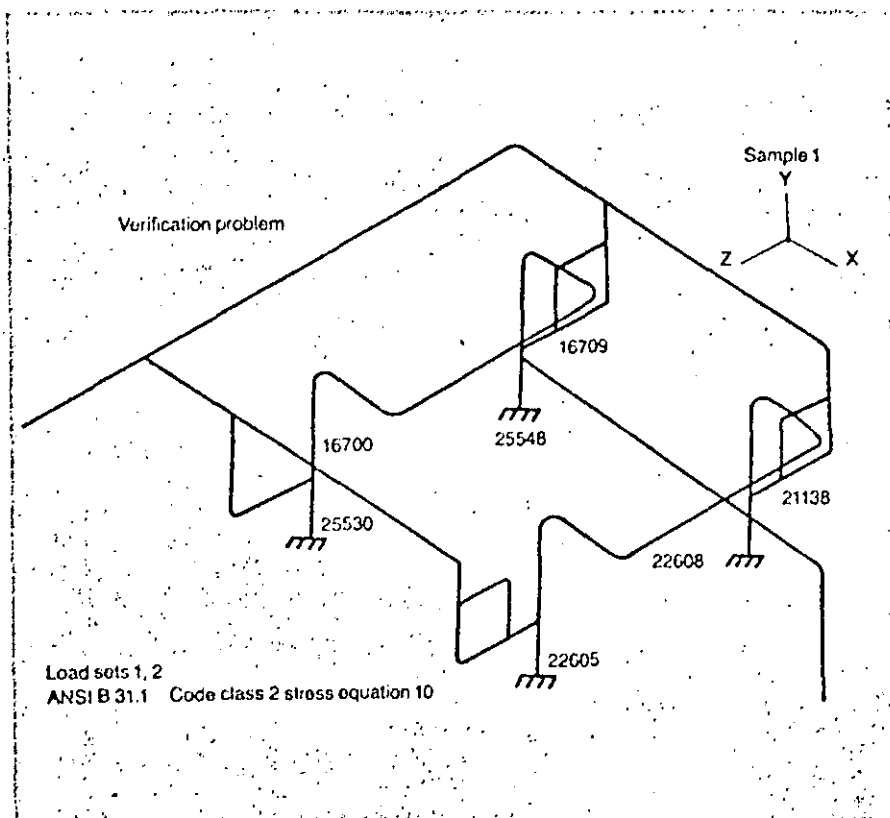 Sample 1
Y
Z
X
Verification problem
16709
25548
16700
25530
21138
22608
22605
Load sets 1, 2
ANSI B 31.1 Code class 2 stress equation 10